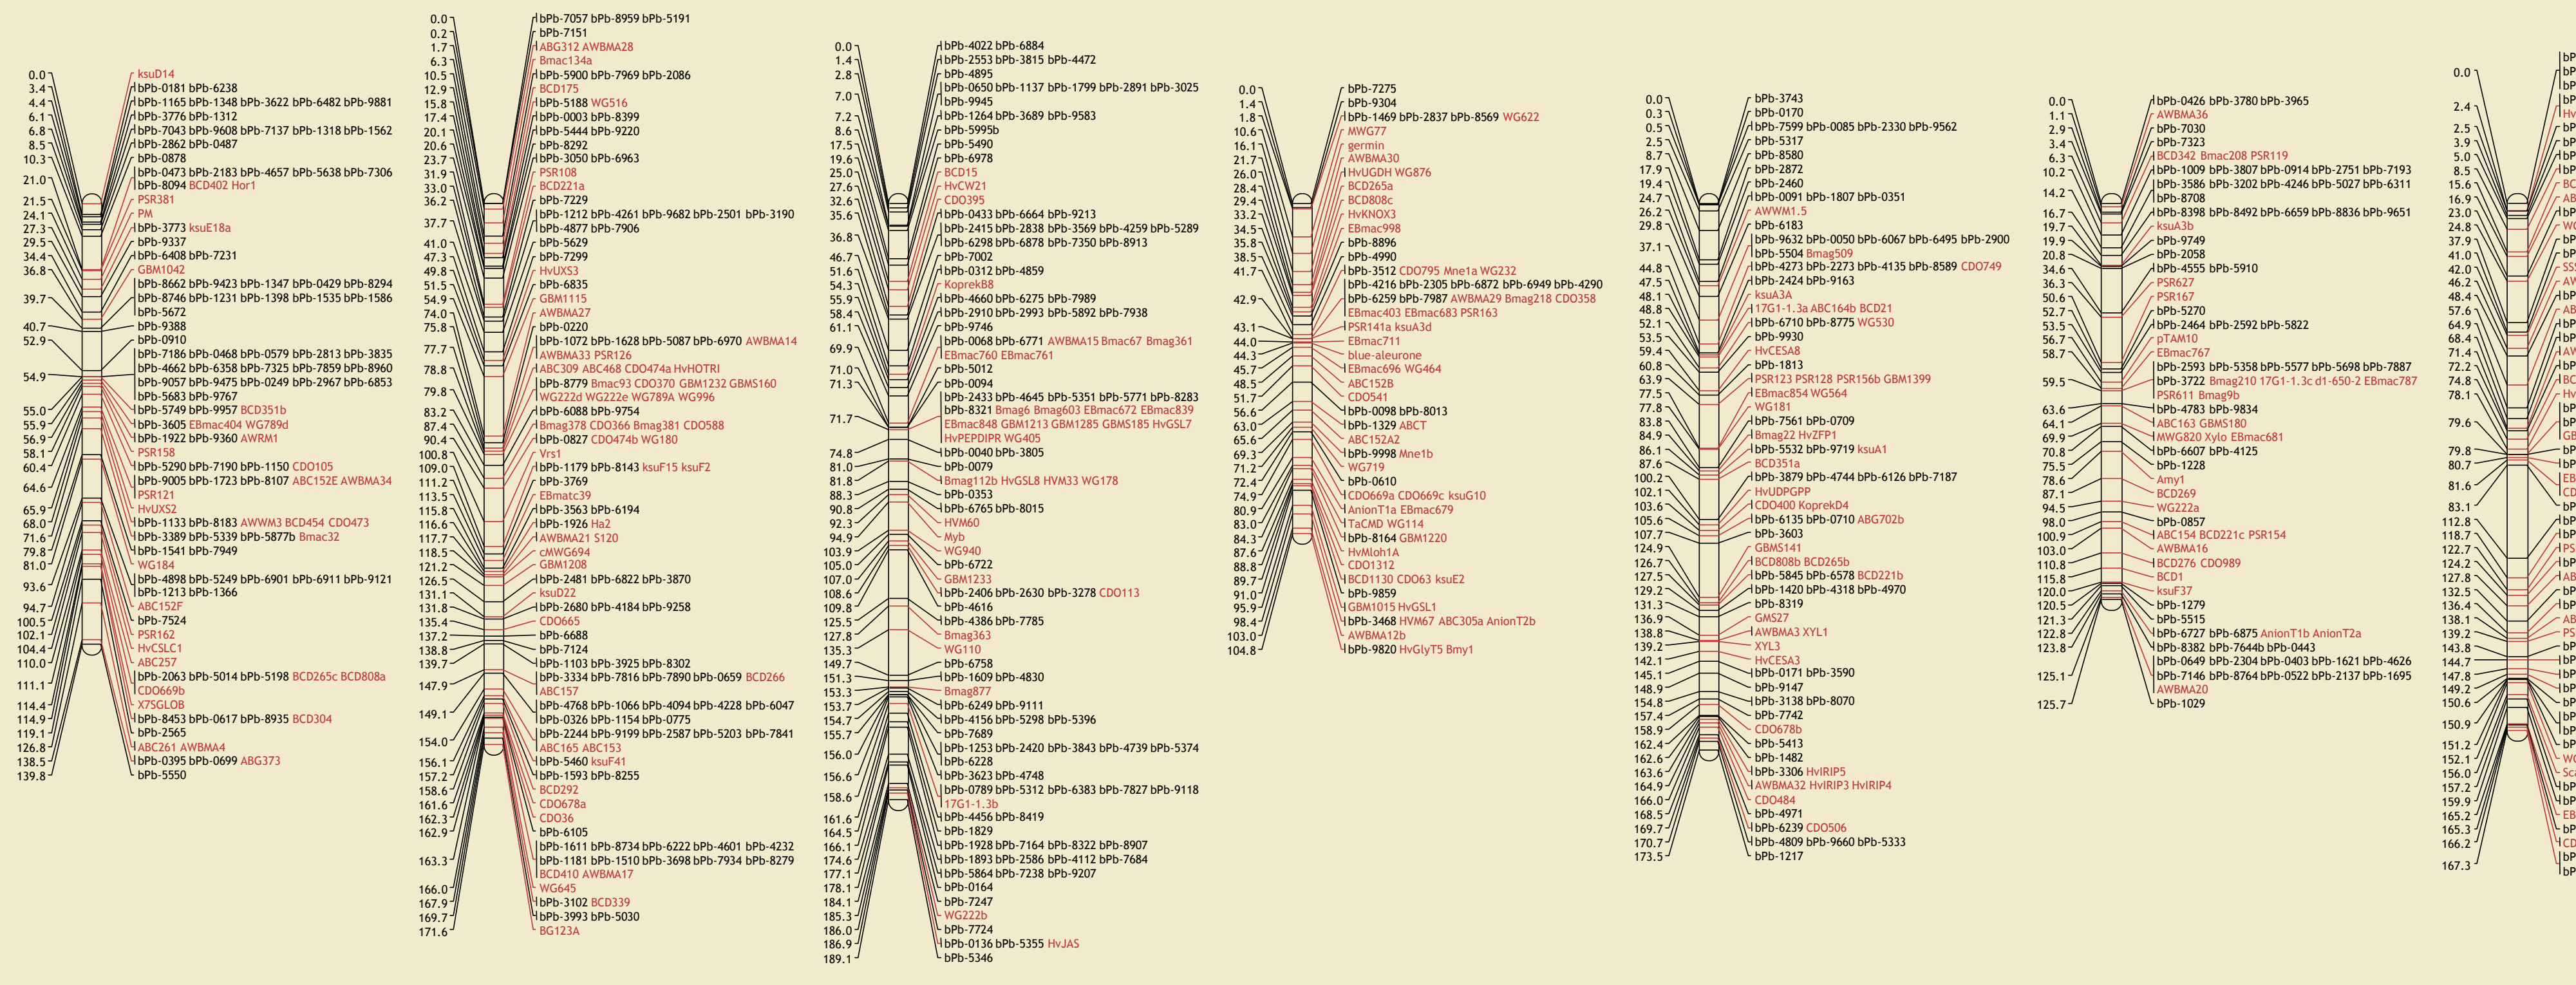 0.0 ksuD14
3.4 bPb-0181 bPb-6238
4.4 bPb-1165 bPb-1348 bPb-3622 bPb-6482 bPb-9881
6.1 bPb-3776 bPb-1312
6.8 bPb-7043 bPb-9608 bPb-7137 bPb-1318 bPb-1562
8.5 bPb-2862 bPb-0487
10.3 bPb-0878
21.0 bPb-0473 bPb-2183 bPb-4657 bPb-5638 bPb-7306
bPb-8094 BCD402 Hor1
21.5 PSR381
24.1 PM
27.3 bPb-3773 ksuE18a
29.5 bPb-9337
34.4 bPb-6408 bPb-7231
36.8 GBM1042
39.7 bPb-8662 bPb-9423 bPb-1347 bPb-0429 bPb-8294
bPb-8746 bPb-1231 bPb-1398 bPb-1535 bPb-1586
bPb-5672
40.7 bPb-9388
52.9 bPb-0910
54.9 bPb-7186 bPb-0468 bPb-0579 bPb-2813 bPb-3835
bPb-4662 bPb-6358 bPb-7325 bPb-7859 bPb-8960
bPb-9057 bPb-9475 bPb-0249 bPb-2967 bPb-6853
bPb-5683 bPb-9767
55.0 bPb-5749 bPb-9957 BCD351b
55.9 bPb-3605 EBmac404 WG789d
56.9 bPb-1922 bPb-9360 AWRM1
58.1 PSR158
60.4 bPb-5290 bPb-7190 bPb-1150 CDO105
64.6 bPb-9005 bPb-1723 bPb-8107 ABC152E AWBMA34
PSR121
65.9 HvUXS2
68.0 bPb-1133 bPb-8183 AWWM3 BCD454 CDO473
71.6 bPb-3389 bPb-5339 bPb-5877b Bmac32
79.8 bPb-1541 bPb-7949
81.0 WG184
93.6 bPb-4898 bPb-5249 bPb-6901 bPb-6911 bPb-9121
bPb-1213 bPb-1366
94.7 ABC152F
100.5 bPb-7524
102.1 PSR162
104.4 HvCSLC1
110.0 ABC257
111.1 bPb-2063 bPb-5014 bPb-5198 BCD265c BCD808a
CDO669b
114.4 X7SGLOB
114.9 bPb-8453 bPb-0617 bPb-8935 BCD304
119.1 bPb-2565
126.8 ABC261 AWBMA4
138.5 bPb-0395 bPb-0699 ABG373
139.8 bPb-5550
0.0 bPb-7057 bPb-8959 bPb-5191
0.2 bPb-7151
1.7 ABG312 AWBMA28
6.3 Bmac134a
10.5 bPb-5900 bPb-7969 bPb-2086
12.9 BCD175
15.8 bPb-5188 WG516
17.4 bPb-0003 bPb-8399
20.1 bPb-5444 bPb-9220
20.6 bPb-8292
23.7 bPb-3050 bPb-6963
31.9 PSR108
33.0 BCD221a
36.2 bPb-7229
37.7 bPb-1212 bPb-4261 bPb-9682 bPb-2501 bPb-3190
bPb-4877 bPb-7906
41.0 bPb-5629
47.3 bPb-7299
49.8 HvUXS3
51.5 bPb-6835
54.9 GBM1115
74.0 AWBMA27
75.8 bPb-0220
77.7 bPb-1072 bPb-1628 bPb-5087 bPb-6970 AWBMA14
AWBMA33 PSR126
78.8 ABC309 ABC468 CDO474a HvHOTRI
79.8 bPb-8779 Bmac93 CDO370 GBM1232 GBMS160
WG222d WG222e WG789A WG996
83.2 bPb-6088 bPb-9754
87.4 Bmag378 CDO366 Bmag381 CDO588
90.4 bPb-0827 CDO474b WG180
100.8 Vrs1
109.0 bPb-1179 bPb-8143 ksuF15 ksuF2
111.2 bPb-3769
113.5 EBmatc39
115.8 bPb-3563 bPb-6194
116.6 bPb-1926 Ha2
117.7 AWBMA21 S120
118.5 cMWG694
121.2 GBM1208
126.5 bPb-2481 bPb-6822 bPb-3870
131.1 ksuD22
131.8 bPb-2680 bPb-4184 bPb-9258
135.4 CDO665
137.2 bPb-6688
138.8 bPb-7124
139.7 bPb-1103 bPb-3925 bPb-8302
147.9 bPb-3334 bPb-7816 bPb-7890 bPb-0659 BCD266
ABC157
149.1 bPb-4768 bPb-1066 bPb-4094 bPb-4228 bPb-6047
bPb-0326 bPb-1154 bPb-0775
154.0 bPb-2244 bPb-9199 bPb-2587 bPb-5203 bPb-7841
ABC165 ABC153
156.1 bPb-5460 ksuF41
157.2 bPb-1593 bPb-8255
158.6 BCD292
161.6 CDO678a
162.3 CDO36
162.9 bPb-6105
163.3 bPb-1611 bPb-8734 bPb-6222 bPb-4601 bPb-4232
bPb-1181 bPb-1510 bPb-3698 bPb-7934 bPb-8279
BCD410 AWBMA17
166.0 WG645
167.9 bPb-3102 BCD339
169.7 bPb-3993 bPb-5030
171.6 BG123A
0.0 bPb-4022 bPb-6884
1.4 bPb-2553 bPb-3815 bPb-4472
2.8 bPb-4895
7.0 bPb-0650 bPb-1137 bPb-1799 bPb-2891 bPb-3025
bPb-9945
7.2 bPb-1264 bPb-3689 bPb-9583
8.6 bPb-5995b
17.5 bPb-5490
19.6 bPb-6978
25.0 BCD15
27.6 HvCW21
32.6 CDO395
35.6 bPb-0433 bPb-6664 bPb-9213
36.8 bPb-2415 bPb-2838 bPb-3569 bPb-4259 bPb-5289
bPb-6298 bPb-6878 bPb-7350 bPb-8913
46.7 bPb-7002
51.6 bPb-0312 bPb-4859
54.3 KoprekB8
55.9 bPb-4660 bPb-6275 bPb-7989
58.4 bPb-2910 bPb-2993 bPb-5892 bPb-7938
61.1 bPb-9746
69.9 bPb-0068 bPb-6771 AWBMA15 Bmac67 Bmag361
EBmac760 EBmac761
71.0 bPb-5012
71.3 bPb-0094
71.7 bPb-2433 bPb-4645 bPb-5351 bPb-5771 bPb-8283
bPb-8321 Bmag6 Bmag603 EBmac672 EBmac839
EBmac848 GBM1213 GBM1285 GBMS185 HvGSL7
HvPEPDIPR WG405
74.8 bPb-0040 bPb-3805
81.0 bPb-0079
81.8 Bmag112b HvGSL8 HVM33 WG178
88.3 bPb-0353
90.8 bPb-6765 bPb-8015
92.3 HVM60
94.9 Myb
103.9 WG940
105.0 bPb-6722
107.0 GBM1233
108.6 bPb-2406 bPb-2630 bPb-3278 CDO113
109.8 bPb-4616
125.5 bPb-4386 bPb-7785
127.8 Bmag363
135.3 WG110
149.7 bPb-6758
151.3 bPb-1609 bPb-4830
153.3 Bmag877
153.7 bPb-6249 bPb-9111
154.7 bPb-4156 bPb-5298 bPb-5396
155.7 bPb-7689
156.0 bPb-1253 bPb-2420 bPb-3843 bPb-4739 bPb-5374
bPb-6228
156.6 bPb-3623 bPb-4748
158.6 bPb-0789 bPb-5312 bPb-6383 bPb-7827 bPb-9118
17G1-1.3b
161.6 bPb-4456 bPb-8419
164.5 bPb-1829
166.1 bPb-1928 bPb-7164 bPb-8322 bPb-8907
174.6 bPb-1893 bPb-2586 bPb-4112 bPb-7684
177.1 bPb-5864 bPb-7238 bPb-9207
178.1 bPb-0164
184.1 bPb-7247
185.3 WG222b
186.0 bPb-7724
186.9 bPb-0136 bPb-5355 HvJAS
189.1 bPb-5346
0.0 bPb-7275
1.4 bPb-9304
1.8 bPb-1469 bPb-2837 bPb-8569 WG622
10.6 MWG77
16.1 germin
21.7 AWBMA30
26.0 HvUGDH WG876
28.4 BCD265a
29.4 BCD808c
33.2 HvKNOX3
34.5 EBmac998
35.8 bPb-8896
38.5 bPb-4990
41.7 bPb-3512 CDO795 Mne1a WG232
42.9 bPb-4216 bPb-2305 bPb-6872 bPb-6949 bPb-4290
bPb-6259 bPb-7987 AWBMA29 Bmag218 CDO358
EBmac403 EBmac683 PSR163
43.1 PSR141a ksuA3d
44.0 EBmac711
44.3 blue-aleurone
45.7 EBmac696 WG464
48.5 ABC152B
51.7 CDO541
56.6 bPb-0098 bPb-8013
63.0 bPb-1329 ABCT
65.6 ABC152A2
69.3 bPb-9998 Mne1b
71.2 WG719
72.4 bPb-0610
74.9 CDO669a CDO669c ksuG10
80.9 AnionT1a EBmac679
83.0 TaCMD WG114
84.3 bPb-8164 GBM1220
87.6 HvMloh1A
88.8 CDO1312
89.7 BCD1130 CDO63 ksuE2
91.0 bPb-9859
95.9 GBM1015 HvGSL1
98.4 bPb-3468 HVM67 ABC305a AnionT2b
103.0 AWBMA12b
104.8 bPb-9820 HvGlyT5 Bmy1
0.0 bPb-3743
0.3 bPb-0170
0.5 bPb-7599 bPb-0085 bPb-2330 bPb-9562
2.5 bPb-5317
8.7 bPb-8580
17.9 bPb-2872
19.4 bPb-2460
24.7 bPb-0091 bPb-1807 bPb-0351
26.2 AWWM1.5
29.8 bPb-6183
37.1 bPb-9632 bPb-0050 bPb-6067 bPb-6495 bPb-2900
bPb-5504 Bmag509
44.8 bPb-4273 bPb-2273 bPb-4135 bPb-8589 CDO749
47.5 bPb-2424 bPb-9163
48.1 ksuA3A
48.8 17G1-1.3a ABC164b BCD21
52.1 bPb-6710 bPb-8775 WG530
53.5 bPb-9930
59.4 HvCESA8
60.8 bPb-1813
63.9 PSR123 PSR128 PSR156b GBM1399
77.5 EBmac854 WG564
77.8 WG181
83.8 bPb-7561 bPb-0709
84.9 Bmag22 HvZFP1
86.1 bPb-5532 bPb-9719 ksuA1
87.6 BCD351a
100.2 bPb-3879 bPb-4744 bPb-6126 bPb-7187
102.1 HvUDPGPP
103.6 CDO400 KoprekD4
105.6 bPb-6135 bPb-0710 ABG702b
107.7 bPb-3603
124.9 GBMS141
126.7 BCD808b BCD265b
127.5 bPb-5845 bPb-6578 BCD221b
129.2 bPb-1420 bPb-4318 bPb-4970
131.3 bPb-8319
136.9 GMS27
138.8 AWBMA3 XYL1
139.2 XYL3
142.1 HvCESA3
145.1 bPb-0171 bPb-3590
148.9 bPb-9147
154.8 bPb-3138 bPb-8070
157.4 bPb-7742
158.9 CDO678b
162.4 bPb-5413
162.6 bPb-1482
163.6 bPb-3306 HvIRIP5
164.9 AWBMA32 HvIRIP3 HvIRIP4
166.0 CDO484
168.5 bPb-4971
169.7 bPb-6239 CDO506
170.7 bPb-4809 bPb-9660 bPb-5333
173.5 bPb-1217
0.0 bPb-0426 bPb-3780 bPb-3965
1.1 AWBMA36
2.9 bPb-7030
3.4 bPb-7323
6.3 BCD342 Bmac208 PSR119
10.2 bPb-1009 bPb-3807 bPb-0914 bPb-2751 bPb-7193
14.2 bPb-3586 bPb-3202 bPb-4246 bPb-5027 bPb-6311
bPb-8708
16.7 bPb-8398 bPb-8492 bPb-6659 bPb-8836 bPb-9651
19.7 ksuA3b
19.9 bPb-9749
20.8 bPb-2058
34.6 bPb-4555 bPb-5910
36.3 PSR627
50.6 PSR167
52.7 bPb-5270
53.5 bPb-2464 bPb-2592 bPb-5822
56.7 pTAM10
58.7 EBmac767
59.5 bPb-2593 bPb-5358 bPb-5577 bPb-5698 bPb-7887
bPb-3722 Bmag210 17G1-1.3c d1-650-2 EBmac787
PSR611 Bmag9b
63.6 bPb-4783 bPb-9834
64.1 ABC163 GBMS180
69.9 MWG820 Xylo EBmac681
70.8 bPb-6607 bPb-4125
75.5 bPb-1228
78.6 Amy1
87.1 BCD269
94.5 WG222a
98.0 bPb-0857
100.9 ABC154 BCD221c PSR154
103.0 AWBMA16
110.8 BCD276 CDO989
115.8 BCD1
120.0 ksuF37
120.5 bPb-1279
121.3 bPb-5515
122.8 bPb-6727 bPb-6875 AnionT1b AnionT2a
123.8 bPb-8382 bPb-7644b bPb-0443
125.1 bPb-0649 bPb-2304 bPb-0403 bPb-1621 bPb-4626
bPb-7146 bPb-8764 bPb-0522 bPb-2137 bPb-1695
AWBMA20
125.7 bPb-1029
0.0
2.4
2.5
3.9
5.0
8.5
15.6
16.9
23.0
24.8
37.9
41.0
42.0
46.2
48.4
57.6
64.9
68.4
71.4
72.2
74.8
78.1
79.6
79.8
80.7
81.6
83.1
112.8
118.7
122.7
124.2
127.8
132.5
136.4
138.1
139.2
143.8
144.7
147.8
149.2
150.6
150.9
151.2
152.1
156.0
157.2
159.9
165.2
165.3
166.2
167.3